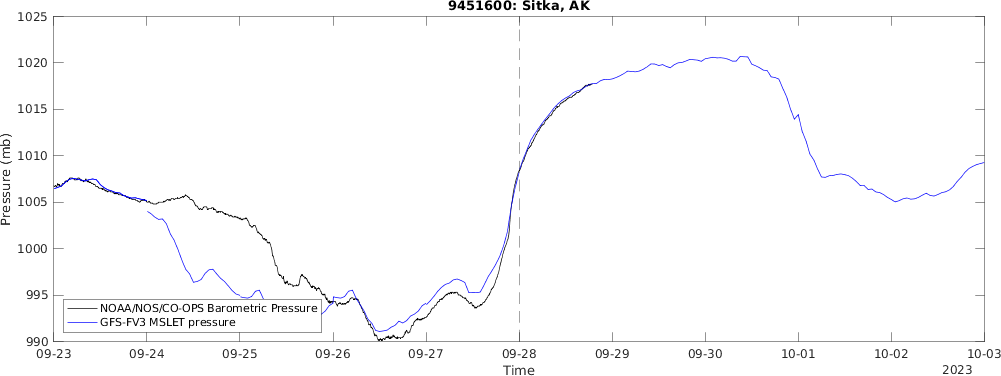 9451600: Sitka, AK
1025
1020
1015
1010
1005
1000
995
990
Pressure (mb)
NOAA/NOS/CO-OPS Barometric Pressure
GFS-FV3 MSLET pressure
09-23 09-24 09-25 09-26 09-27 09-28 09-29 09-30 10-01 10-02 10-03
Time
2023